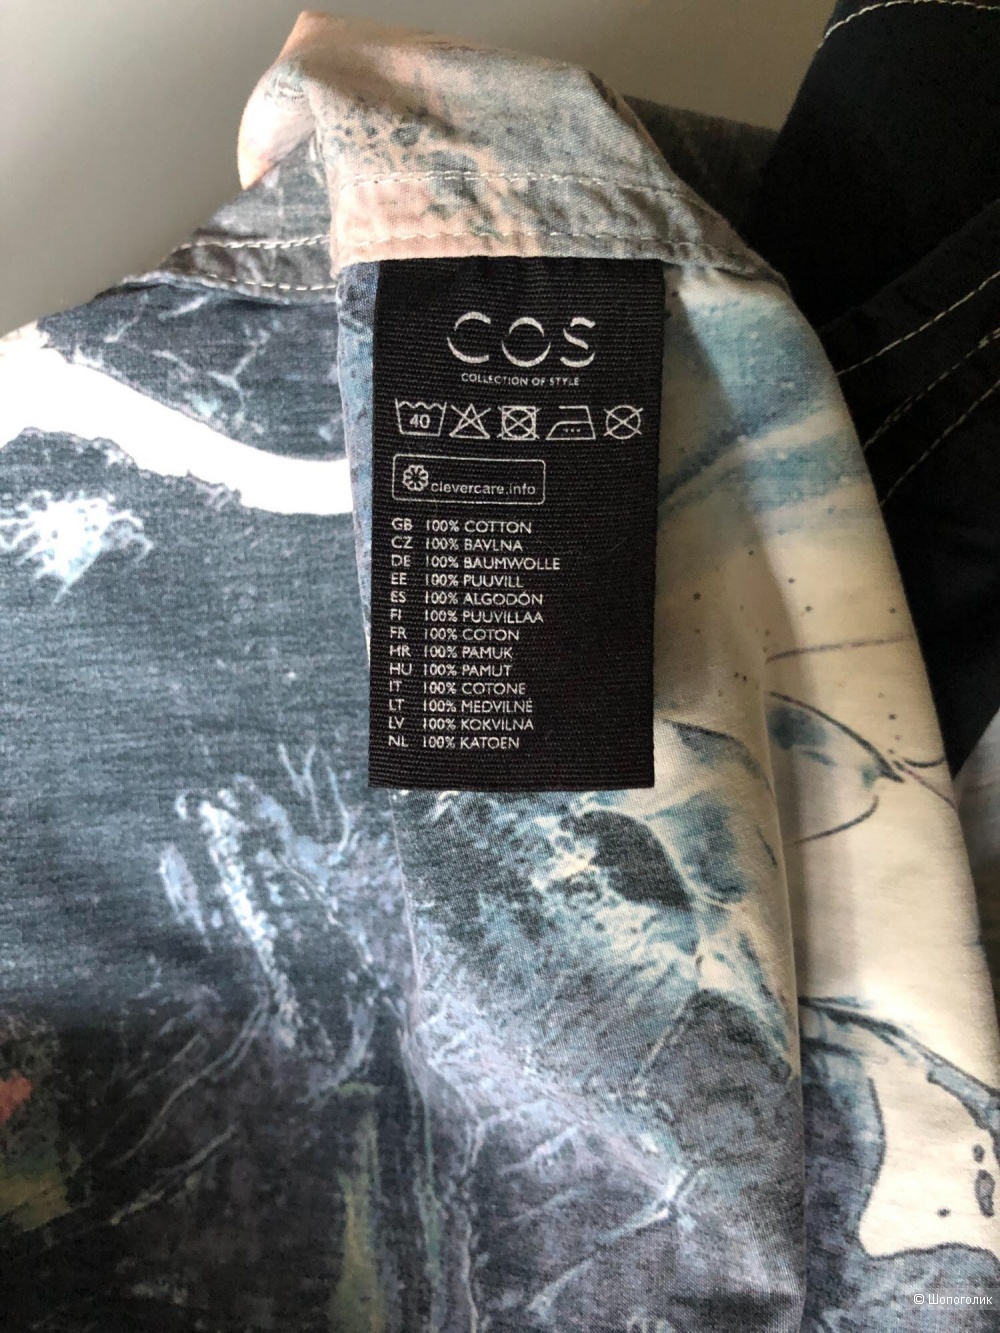 COS
COLLECTION OF STYLE
40
clevercare.info
GB 100% COTTON
CZ 100% BAVLNA
DE 100% BAUMWOLLE
EE 100% PUUVILL
ES 100% ALGODÓN
FI 100% PUUVILLAA
FR 100% COTON
HR 100% PAMUK
HU 100% PAMUT
IT 100% COTONE
LT 100% MEDVILNĖ
LV 100% KOKVILNA
NL 100% KATOEN
© Шопоголик